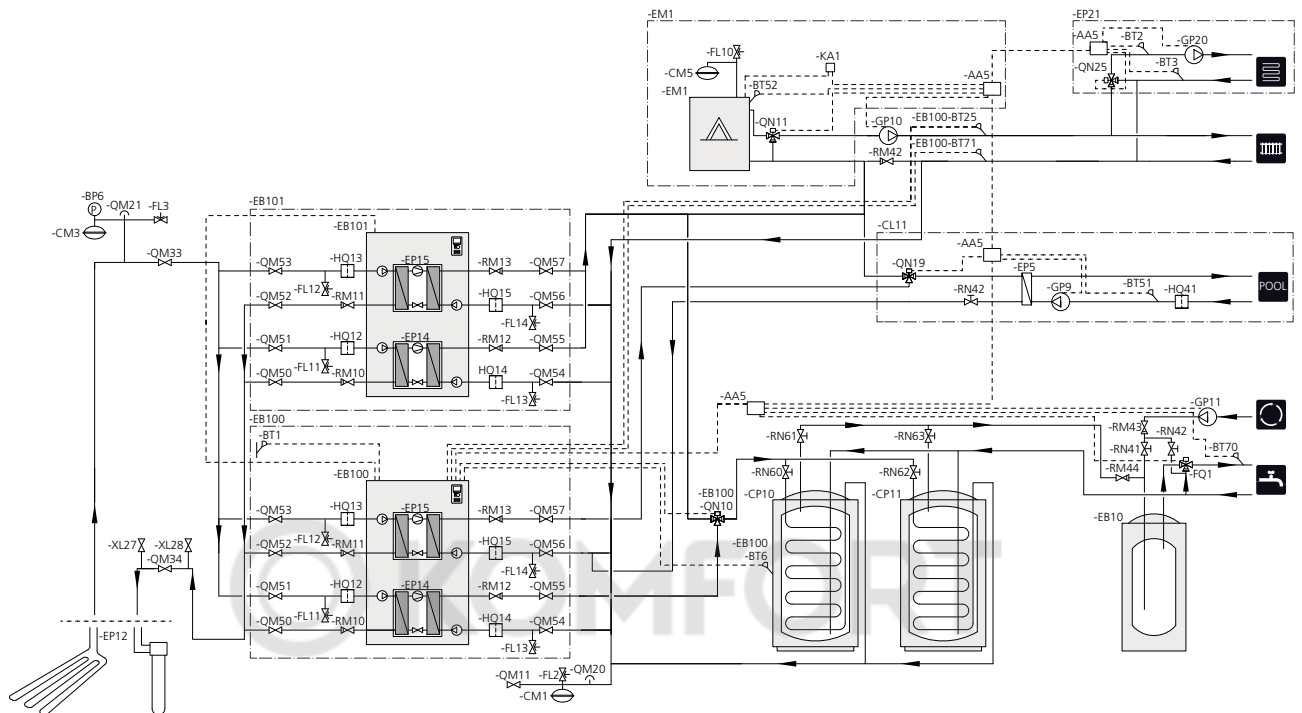 -EM1
-FL10
-CM5
-EM1
-KA1
-BT52
-AA5
-QN11
-GP10
-EB100-BT25
-RM42
-EB100-BT71
-EP21
-AA5
-BT2
-GP20
-BT3
-QN25
-CL11
-AA5
-QN19
-EP5
-RN42
-GP9
-BT51
-HQ41
POOL
-BP6
P
-QM21
-FL3
-CM3
-QM33
-EB101
-EB101
-QM53
-HQ13
-EP15
-RM13
-QM57
-FL12
-QM52
-RM11
-HQ15
-QM56
-FL14
-QM51
-HQ12
-EP14
-RM12
-QM55
-FL11
-QM50
-RM10
HQ14
-QM54
-FL13
-EB100
-BT1
-EB100
-QM53
-HQ13
-EP15
-RM13
-QM57
-FL12
-QM52
-RM11
-HQ15
-QM56
-FL14
-QM51
-HQ12
-EP14
-RM12
-QM55
-FL11
-QM50
-RM10
-HQ14
-QM54
-FL13
-XL27
-XL28
-QM34
-EP12
-QM11
-FL2
-QM20
-CM1
-AA5
-RN61
-RN63
-RN60
-RN62
-EB100
-QN10
-CP10
-CP11
-EB100
-BT6
-GP11
-RM43
-RN42
-RN41
-BT70
-RM44
-FQ1
-EB10
KOMFORT